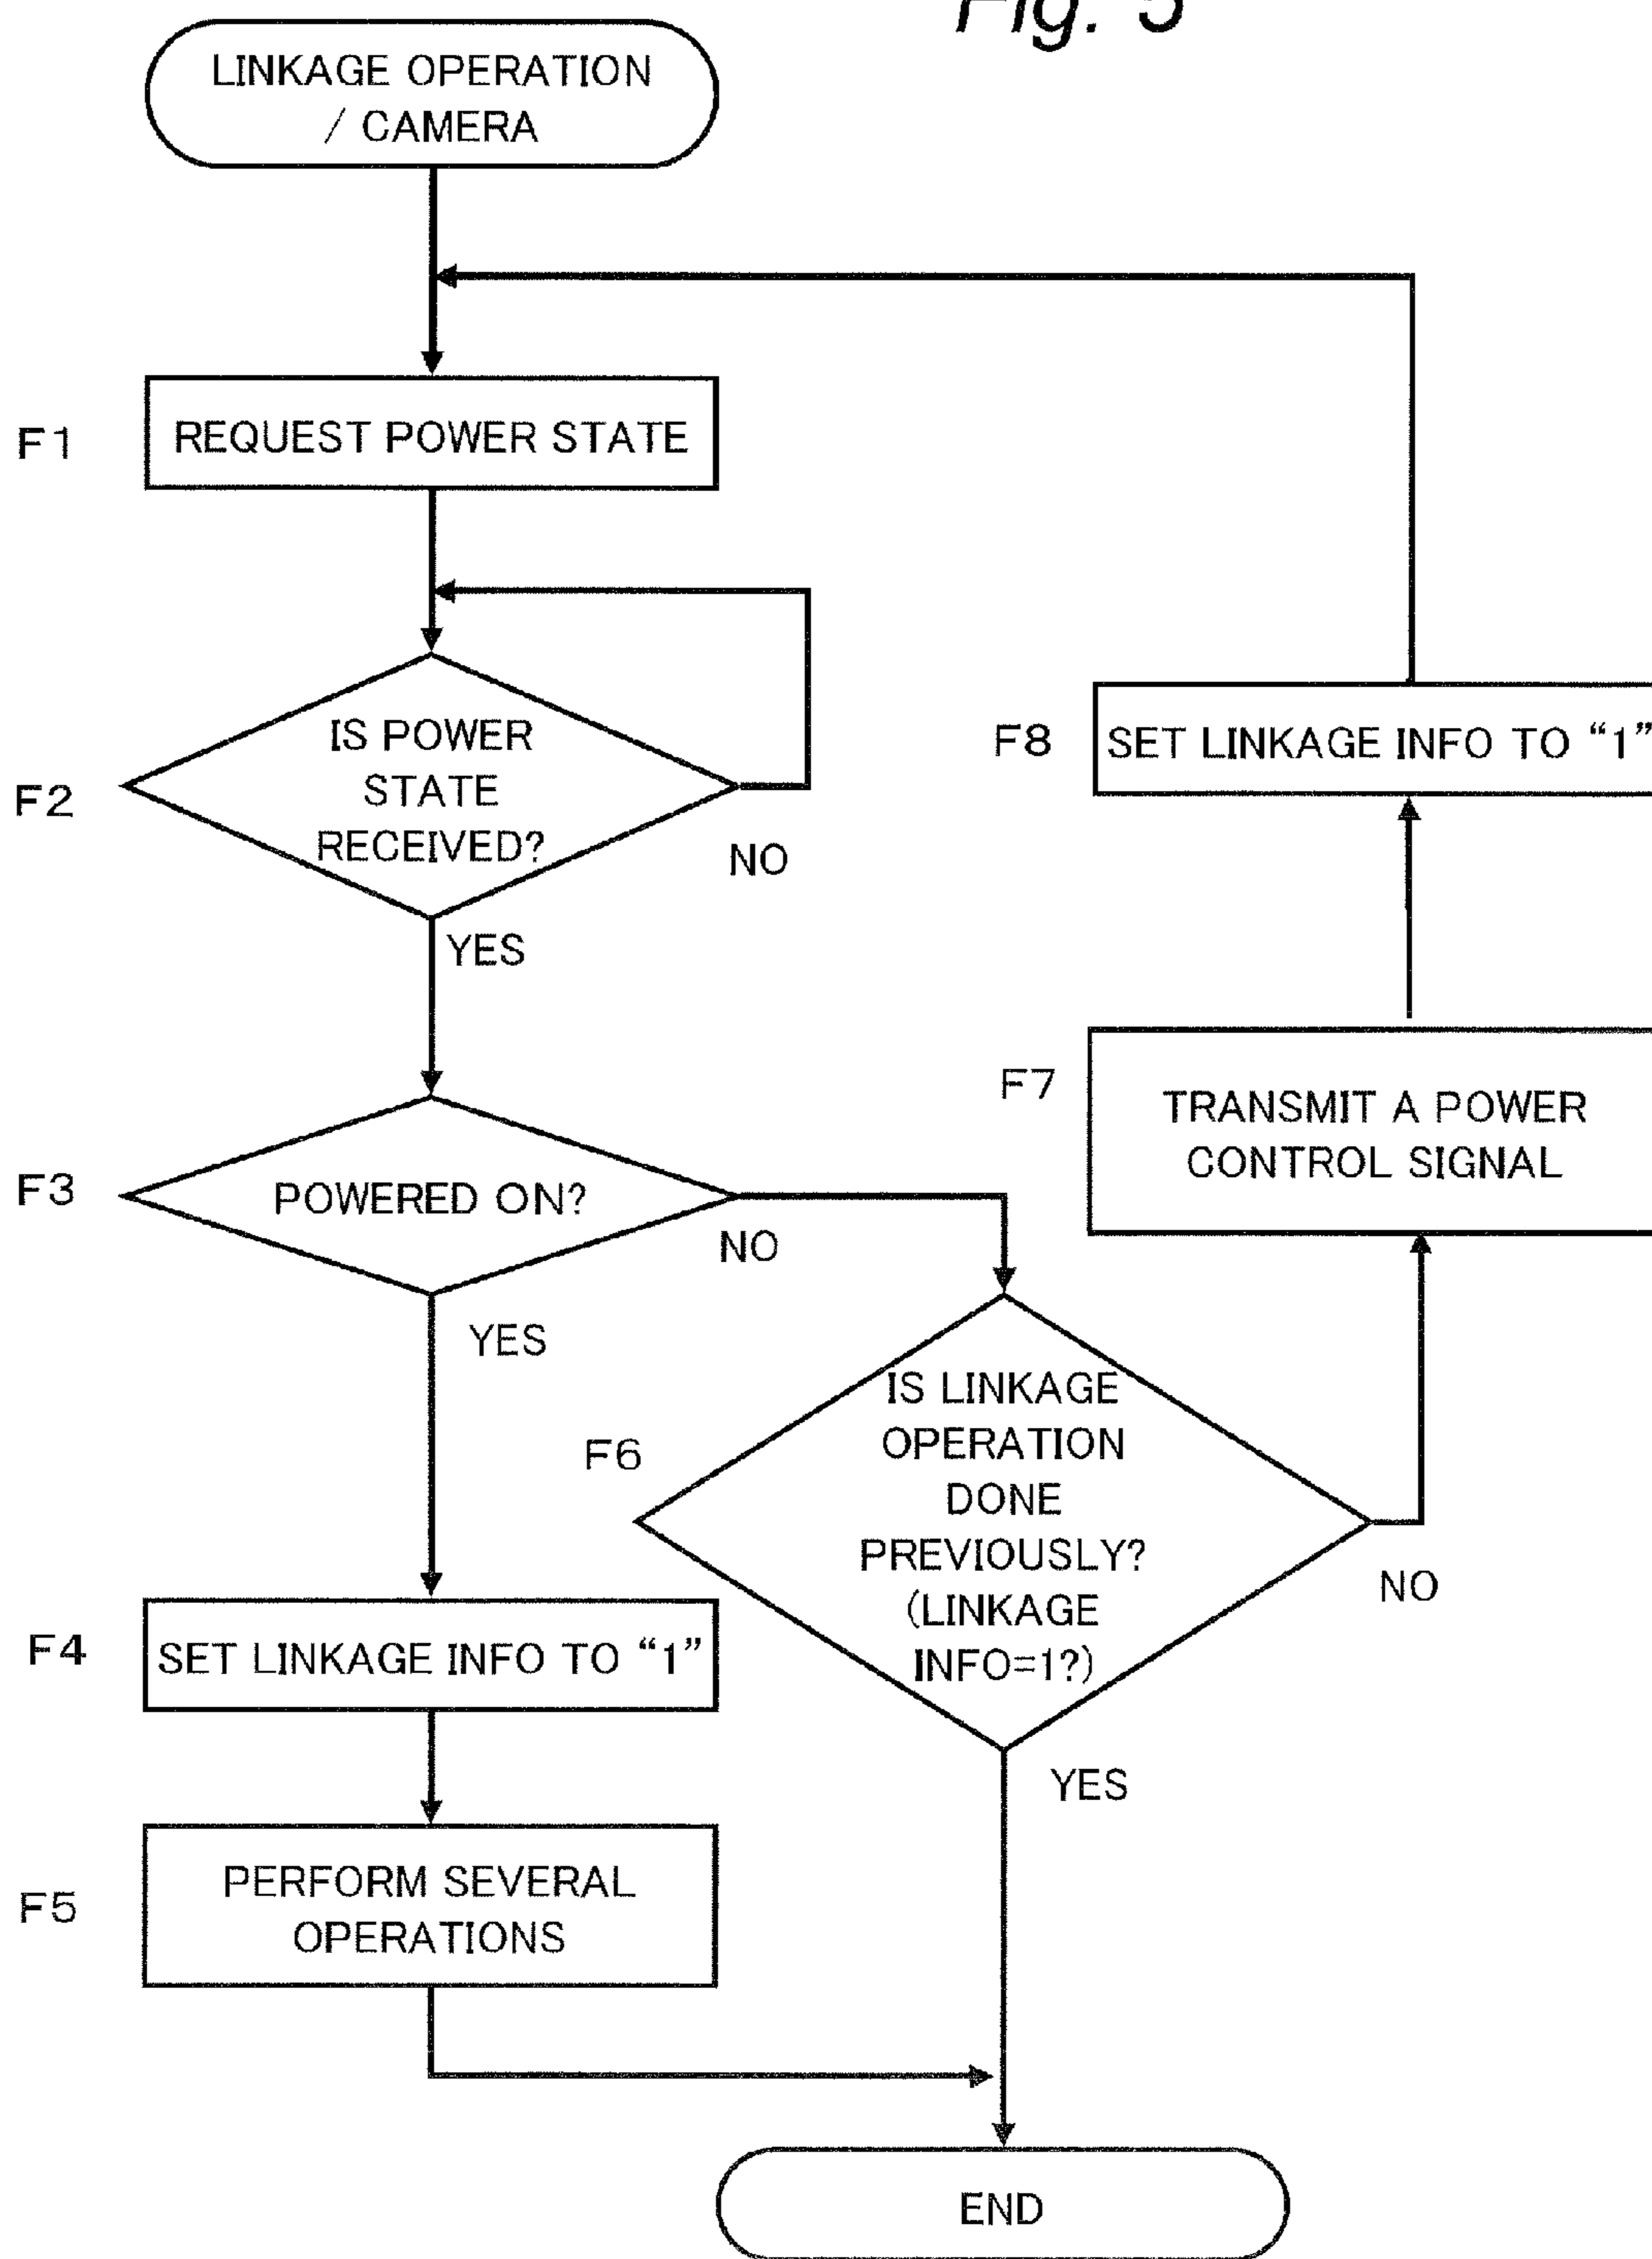 Fig. 5
LINKAGE OPERATION
/ CAMERA
F1
REQUEST POWER STATE
F2
IS POWER
STATE
RECEIVED?
NO
YES
F8
SET LINKAGE INFO TO “1”
F7
TRANSMIT A POWER
CONTROL SIGNAL
F3
POWERED ON?
NO
YES
F6
IS LINKAGE
OPERATION
DONE
PREVIOUSLY?
(LINKAGE
INFO=1?)
NO
YES
F4
SET LINKAGE INFO TO “1”
F5
PERFORM SEVERAL
OPERATIONS
END